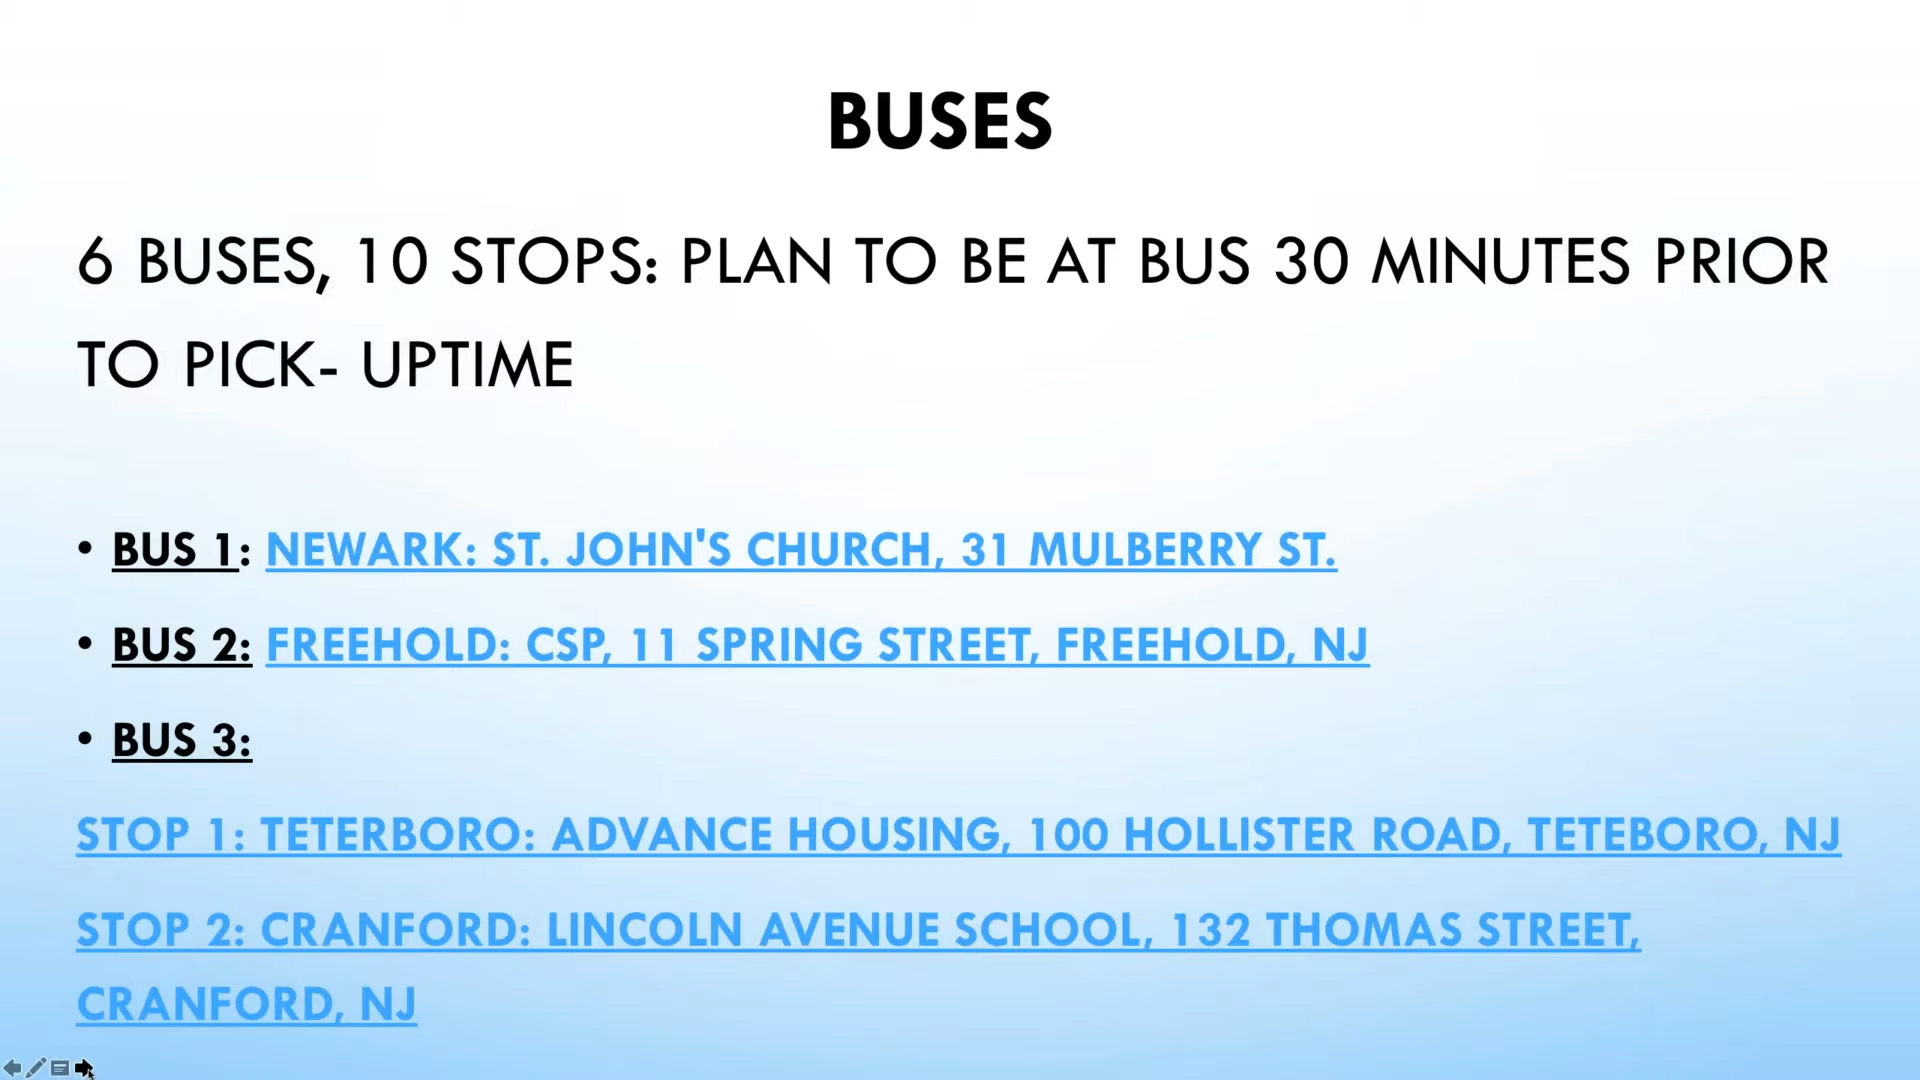 BUSES
6 BUSES, 10 STOPS: PLAN TO BE AT BUS 30 MINUTES PRIOR
TO PICK- UPTIME
• BUS 1: NEWARK: ST. JOHN'S CHURCH, 31 MULBERRY ST.
• BUS 2: FREEHOLD: CSP, 11 SPRING STREET, FREEHOLD, NJ
• BUS 3:
STOP 1: TETERBORO: ADVANCE HOUSING, 100 HOLLISTER ROAD, TETEBORO, NJ
STOP 2: CRANFORD: LINCOLN AVENUE SCHOOL, 132 THOMAS STREET,
CRANFORD, NJ